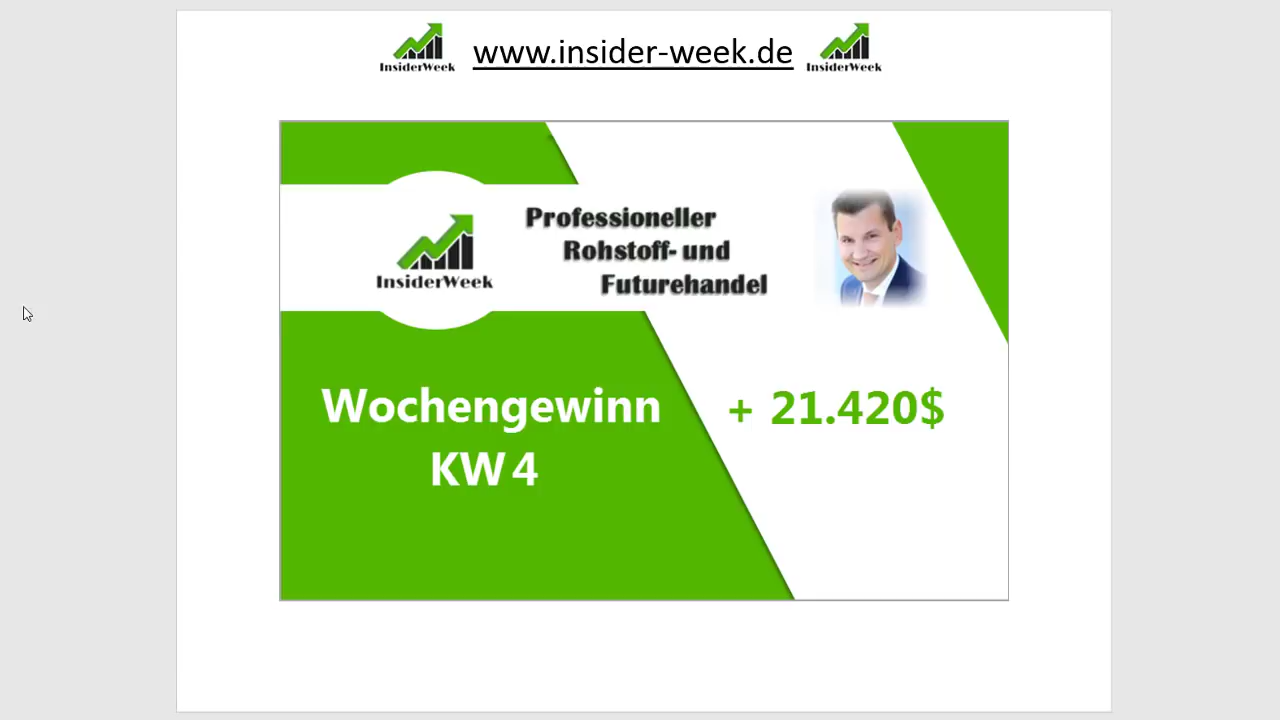 InsiderWeek www.insider-week.de InsiderWeek
Professioneller
Rohstoff- und
Futurehandel
InsiderWeek
Wochengewinn + 21.420$
KW 4